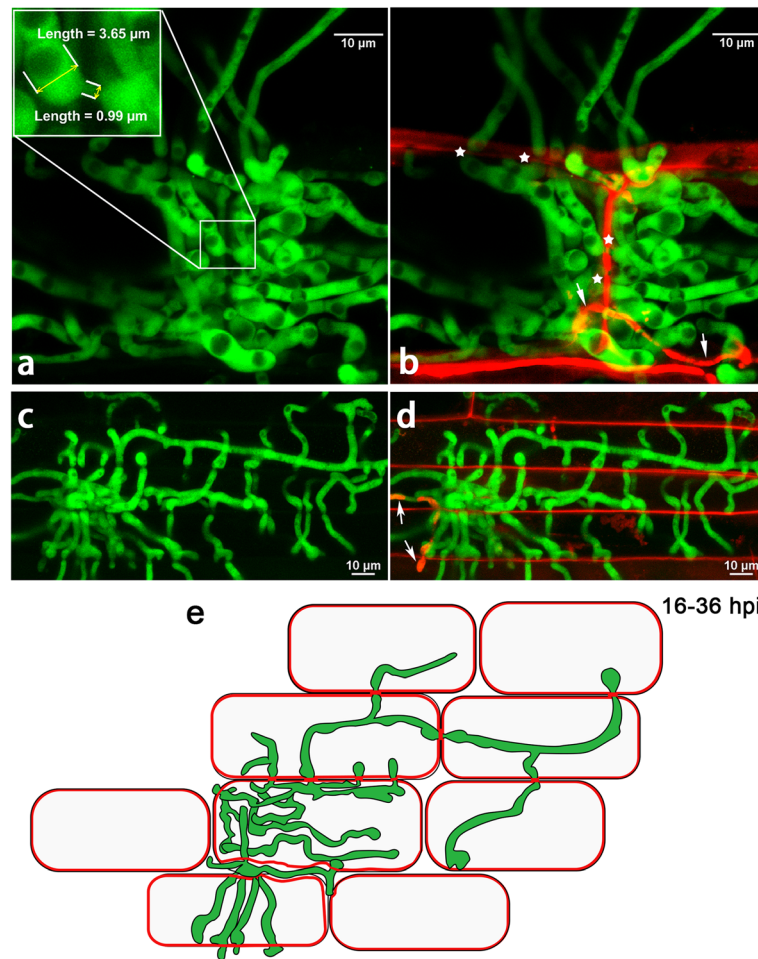 Length = 3.65 µm
Length = 0.99 µm
10 µm
10 µm
a
b
c
10 µm
d
10 µm
e
16-36 hpi